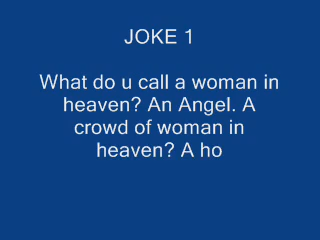 JOKE 1
What do u call a woman in
heaven? An Angel. A
crowd of woman in
heaven? A ho